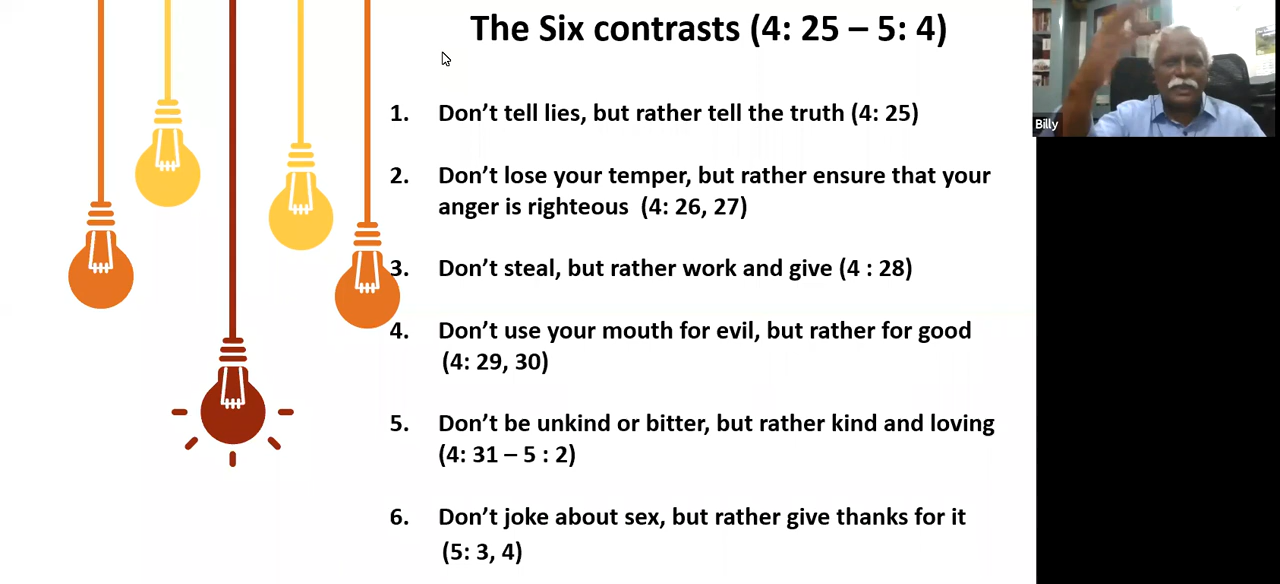 The Six contrasts (4: 25 – 5: 4)
1. Don’t tell lies, but rather tell the truth (4: 25)
2. Don’t lose your temper, but rather ensure that your
anger is righteous (4: 26, 27)
3. Don’t steal, but rather work and give (4 : 28)
4. Don’t use your mouth for evil, but rather for good
(4: 29, 30)
5. Don’t be unkind or bitter, but rather kind and loving
(4: 31 – 5 : 2)
6. Don’t joke about sex, but rather give thanks for it
(5: 3, 4)
Billy